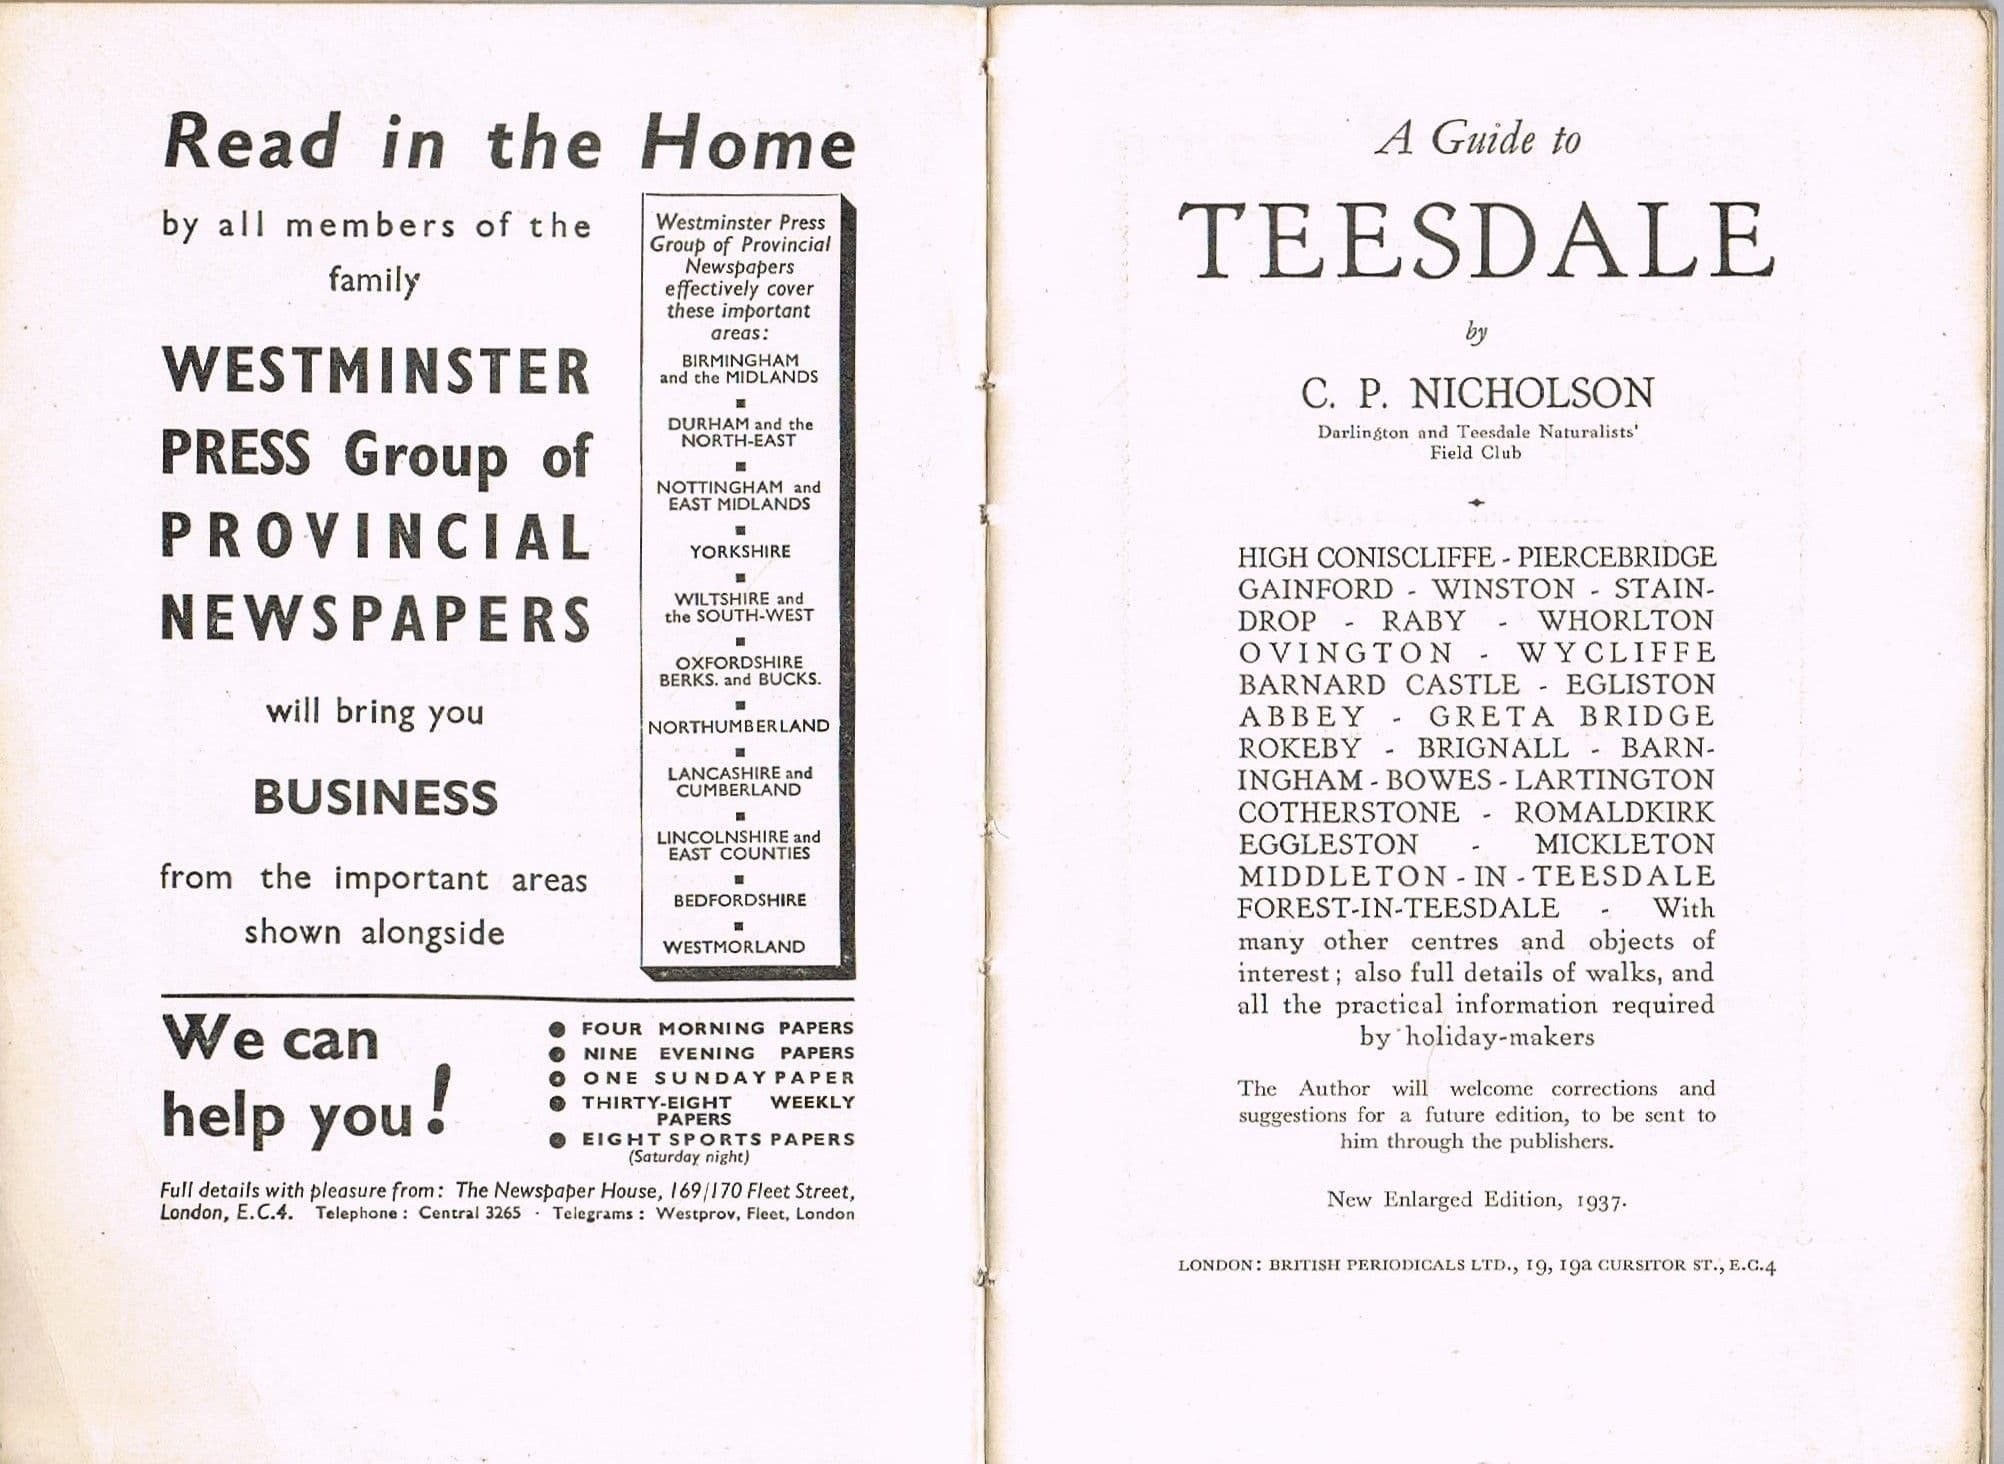 Read in the Home
by all members of the
family
WESTMINSTER
PRESS Group of
PROVINCIAL
NEWSPAPERS
will bring you
BUSINESS
from the important areas
shown alongside
Westminster Press
Group of Provincial
Newspapers
effectively cover
these important
areas:
BIRMINGHAM
and the MIDLANDS
■
DURHAM and the
NORTH-EAST
■
NOTTINGHAM and
EAST MIDLANDS
■
YORKSHIRE
■
WILTSHIRE and
the SOUTH-WEST
■
OXFORDSHIRE
BERKS. and BUCKS.
■
NORTHUMBERLAND
■
LANCASHIRE and
CUMBERLAND
■
LINCOLNSHIRE and
EAST COUNTIES
■
BEDFORDSHIRE
■
WESTMORLAND
We can
help you!
● FOUR MORNING PAPERS
● NINE EVENING PAPERS
● ONE SUNDAY PAPER
● THIRTY-EIGHT WEEKLY
PAPERS
● EIGHT SPORTS PAPERS
(Saturday night)
Full details with pleasure from: The Newspaper House, 169/170 Fleet Street,
London, E.C.4. Telephone: Central 3265 · Telegrams: Westprov, Fleet, London
A Guide to
TEESDALE
by
C. P. NICHOLSON
Darlington and Teesdale Naturalists'
Field Club
HIGH CONISCLIFFE - PIERCEBRIDGE
GAINFORD - WINSTON - STAIN-
DROP - RABY - WHORLTON
OVINGTON - WYCLIFFE
BARNARD CASTLE - EGLISTON
ABBEY - GRETA BRIDGE
ROKEBY - BRIGNALL - BARN-
INGHAM - BOWES - LARTINGTON
COTHERSTONE - ROMALDKIRK
EGGLESTON - MICKLETON
MIDDLETON-IN-TEESDALE
FOREST-IN-TEESDALE - With
many other centres and objects of
interest; also full details of walks, and
all the practical information required
by holiday-makers
The Author will welcome corrections and
suggestions for a future edition, to be sent to
him through the publishers.
New Enlarged Edition, 1937.
LONDON: BRITISH PERIODICALS LTD., 19, 19a CURSITOR ST., E.C.4